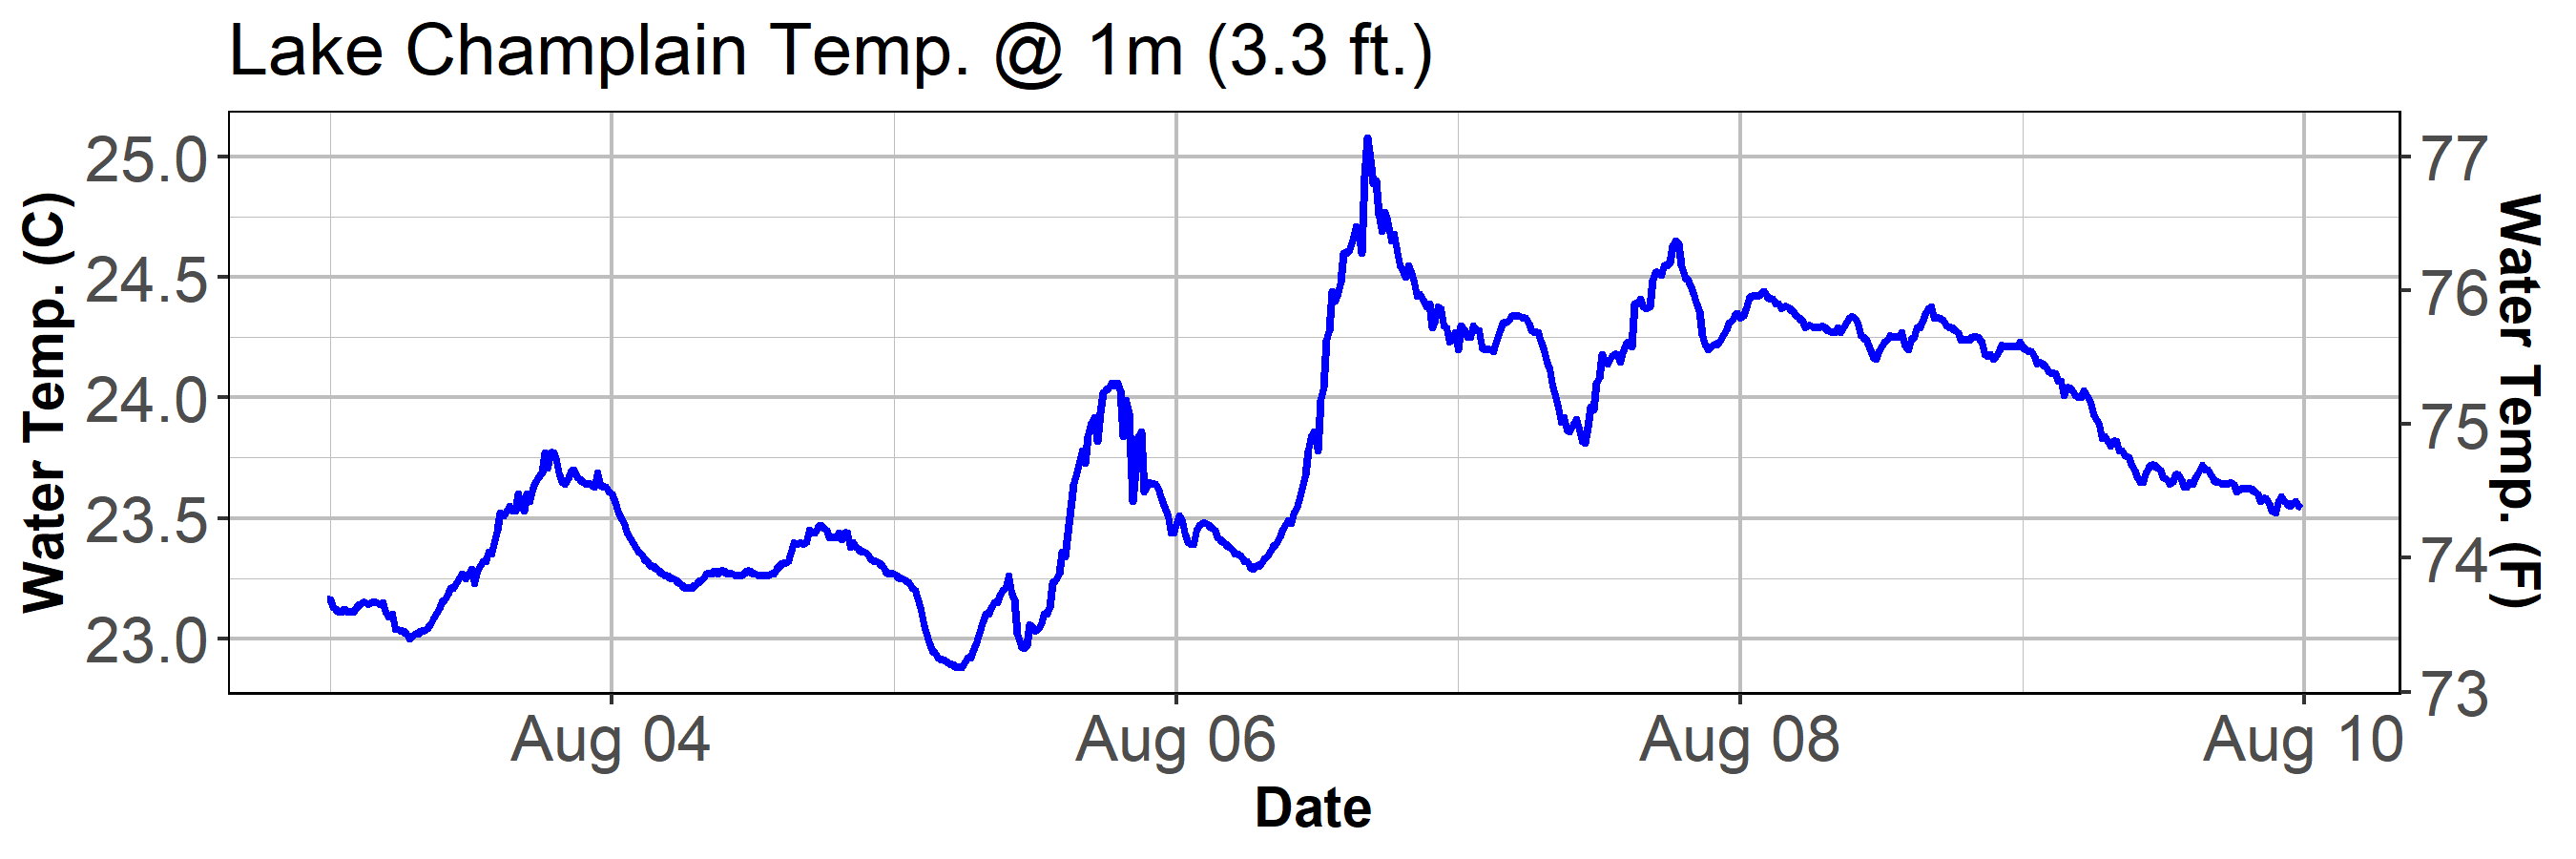 Lake Champlain Temp. @ 1m (3.3 ft.)
Water Temp. (C)
25.0
24.5
24.0
23.5
23.0
77
76
75
74
73
Water Temp. (F)
Aug 04
Aug 06
Aug 08
Aug 10
Date